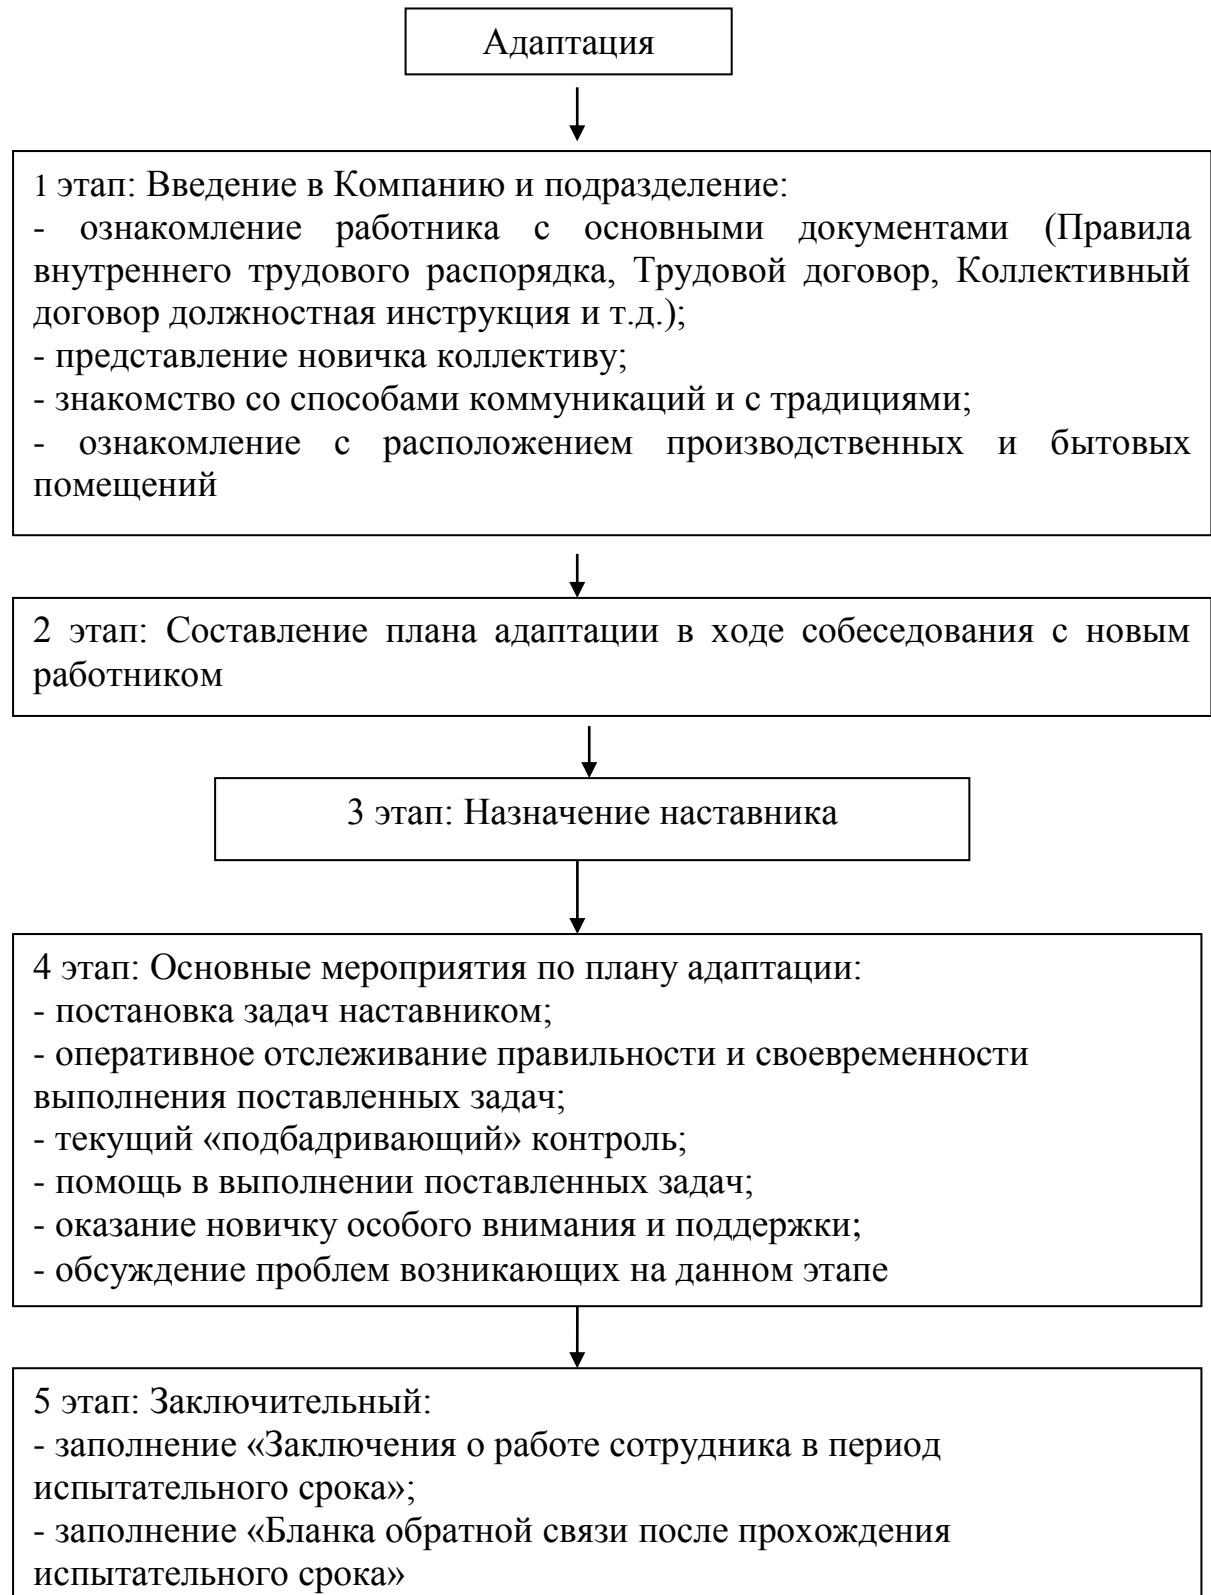 Адаптация
1 этап: Введение в Компанию и подразделение:
- ознакомление работника с основными документами (Правила
внутреннего трудового распорядка, Трудовой договор, Коллективный
договор должностная инструкция и т.д.);
- представление новичка коллективу;
- знакомство со способами коммуникаций и с традициями;
- ознакомление с расположением производственных и бытовых
помещений
2 этап: Составление плана адаптации в ходе собеседования с новым
работником
3 этап: Назначение наставника
4 этап: Основные мероприятия по плану адаптации:
- постановка задач наставником;
- оперативное отслеживание правильности и своевременности
выполнения поставленных задач;
- текущий «подбадривающий» контроль;
- помощь в выполнении поставленных задач;
- оказание новичку особого внимания и поддержки;
- обсуждение проблем возникающих на данном этапе
5 этап: Заключительный:
- заполнение «Заключения о работе сотрудника в период
испытательного срока»;
- заполнение «Бланка обратной связи после прохождения
испытательного срока»